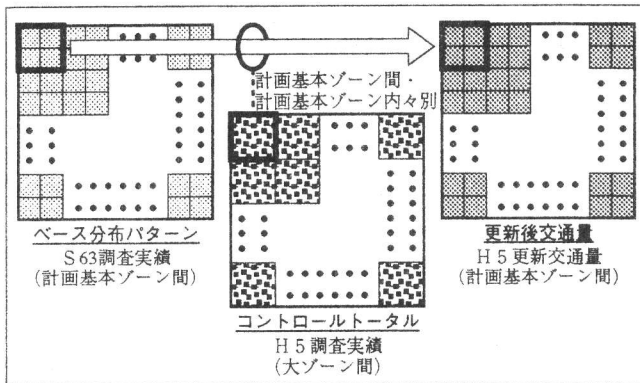 計画基本ゾーン間・
計画基本ゾーン内々別
ベース分布パターン
S63調査実績
(計画基本ゾーン間)
コントロールトータル
H5調査実績
(大ゾーン間)
更新後交通量
H5更新交通量
(計画基本ゾーン間)